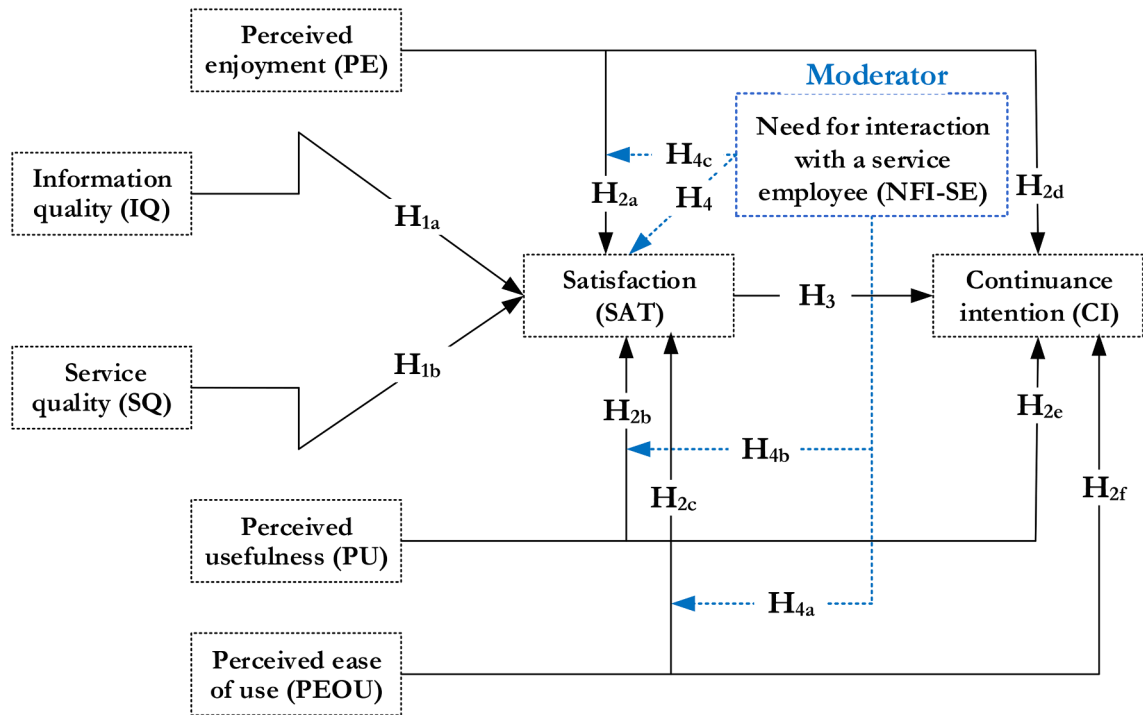 Perceived
enjoyment (PE)
Moderator
Need for interaction
with a service
employee (NFI-SE)
H4c
H4
H2a
H2d
Information
quality (IQ)
H1a
Satisfaction
(SAT)
H3
Continuance
intention (CI)
Service
quality (SQ)
H1b
H2b
H2e
H4b
H2c
H2f
Perceived
usefulness (PU)
H4a
Perceived ease
of use (PEOU)